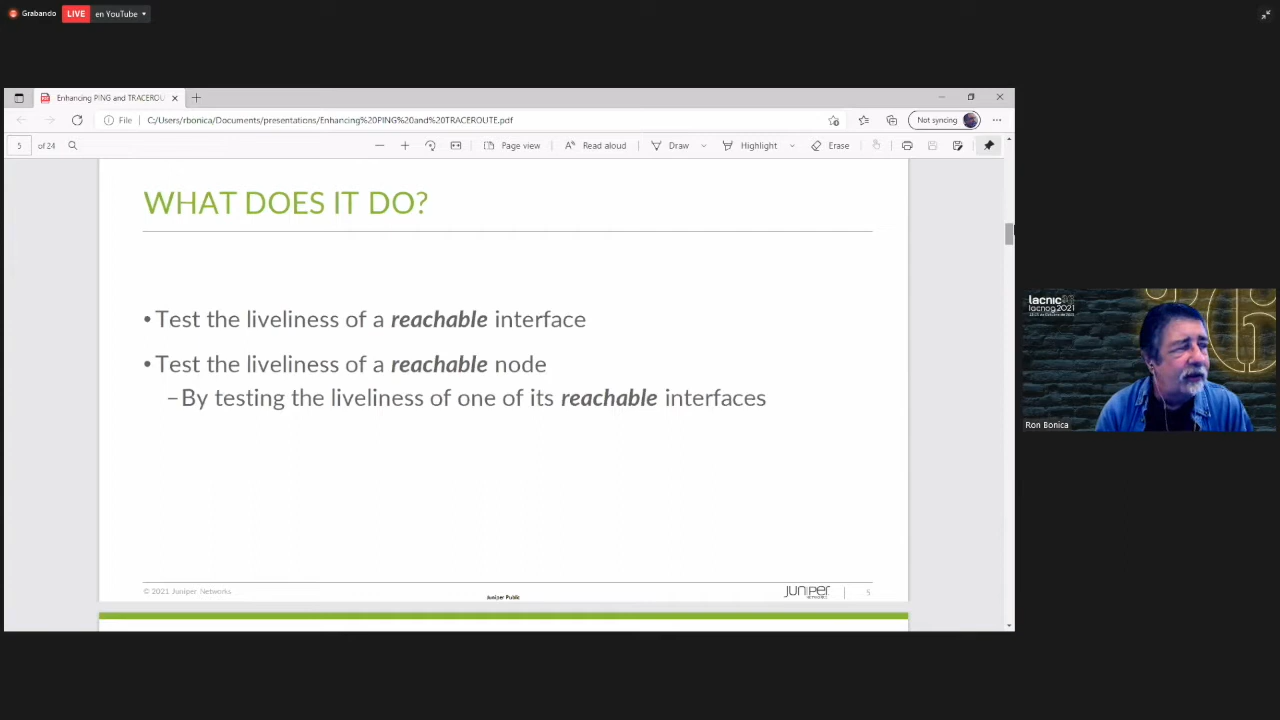 Grabando
LIVE en YouTube
Enhancing PING and TRACEROU
File C:/Users/rbonica/Documents/presentations/Enhancing%20PING%20and%20TRACEROUTE.pdf
Not syncing
5 of 24
Page view
Read aloud
Draw
Highlight
Erase
WHAT DOES IT DO?
• Test the liveliness of a reachable interface
• Test the liveliness of a reachable node
–By testing the liveliness of one of its reachable interfaces
© 2021 Juniper Networks
Juniper Public
JUNIPER
5
lacnic
lacnog2021
Ron Bonica